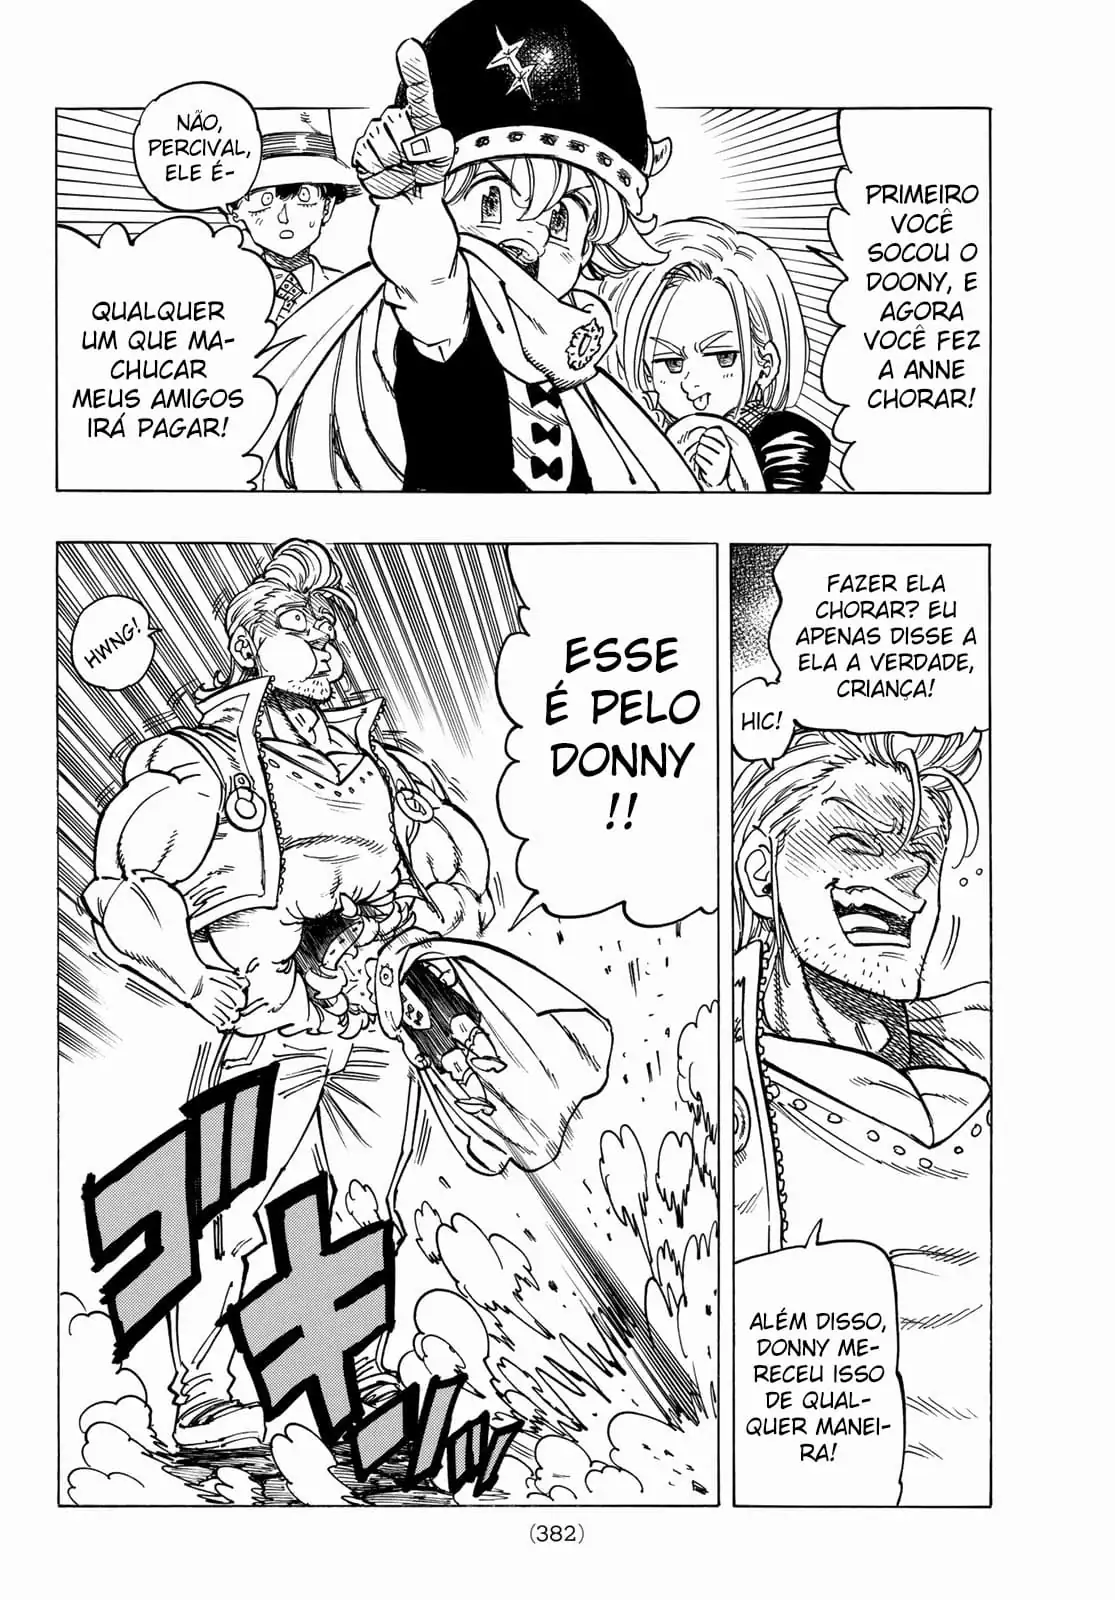 PRIMEIRO
VOCÊ
SOCOU O
DOONY, E
AGORA
VOCÊ FEZ
A ANNE
CHORAR!
NÃO,
PERCIVAL,
ELE É-
QUALQUER
UM QUE MA-
CHUCAR
MEUS AMIGOS
IRÁ PAGAR!
FAZER ELA
CHORAR? EU
APENAS DISSE A
ELA A VERDADE,
CRIANÇA!
HIC!
ALÉM DISSO,
DONNY ME-
RECEU ISSO
DE QUAL-
QUER MANEI-
RA!
ESSE
É PELO
DONNY
!!
HWNG!
ゴキン
(382)